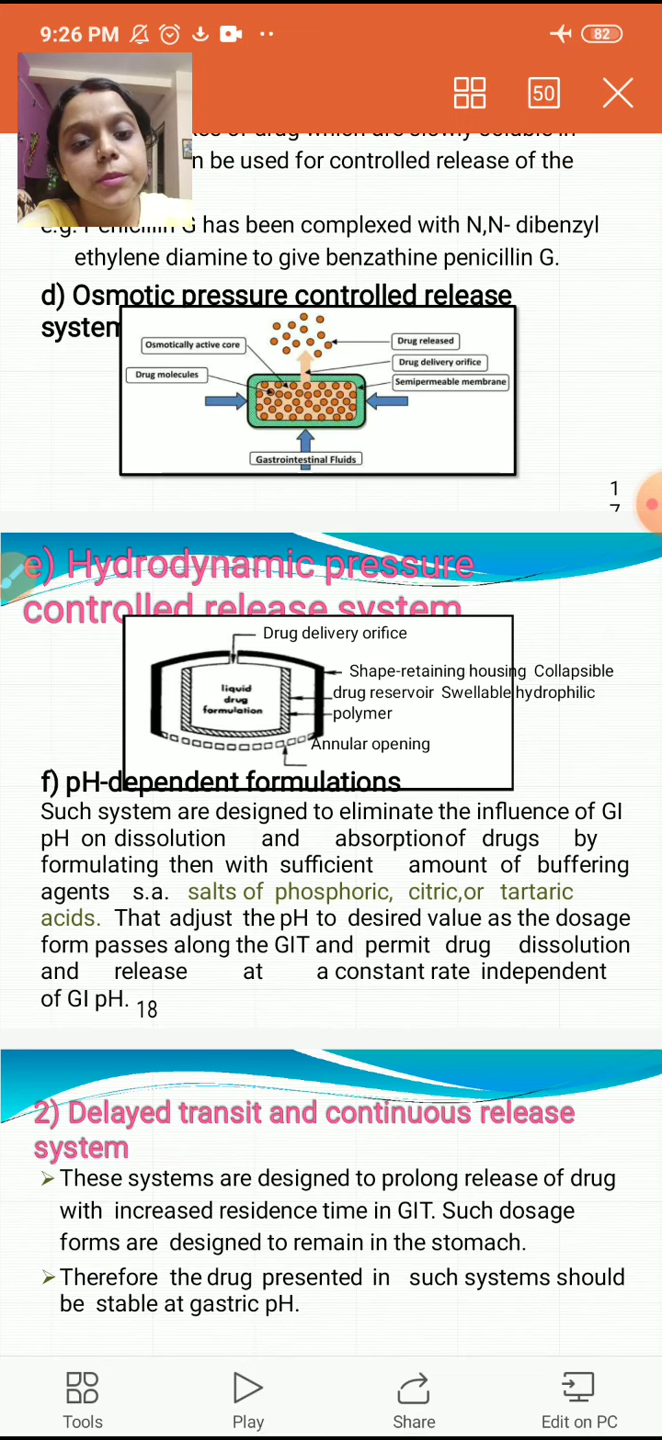 9:26 PM
82
50
n be used for controlled release of the
e.g. Penicillin G has been complexed with N,N- dibenzyl
ethylene diamine to give benzathine penicillin G.
d) Osmotic pressure controlled release
system
Osmotically active core
Drug released
Drug delivery orifice
Drug molecules
Semipermeable membrane
Gastrointestinal Fluids
17
e) Hydrodynamic pressure
controlled release system
Drug delivery orifice
Shape-retaining housing Collapsible
drug reservoir Swellable hydrophilic
polymer
liquid
drug
formulation
Annular opening
f) pH-dependent formulations
Such system are designed to eliminate the influence of GI
pH on dissolution and absorptionof drugs by
formulating then with sufficient amount of buffering
agents s.a. salts of phosphoric, citric,or tartaric
acids. That adjust the pH to desired value as the dosage
form passes along the GIT and permit drug dissolution
and release at a constant rate independent
of GI pH. 18
2) Delayed transit and continuous release
system
➢ These systems are designed to prolong release of drug
with increased residence time in GIT. Such dosage
forms are designed to remain in the stomach.
➢ Therefore the drug presented in such systems should
be stable at gastric pH.
Tools
Play
Share
Edit on PC